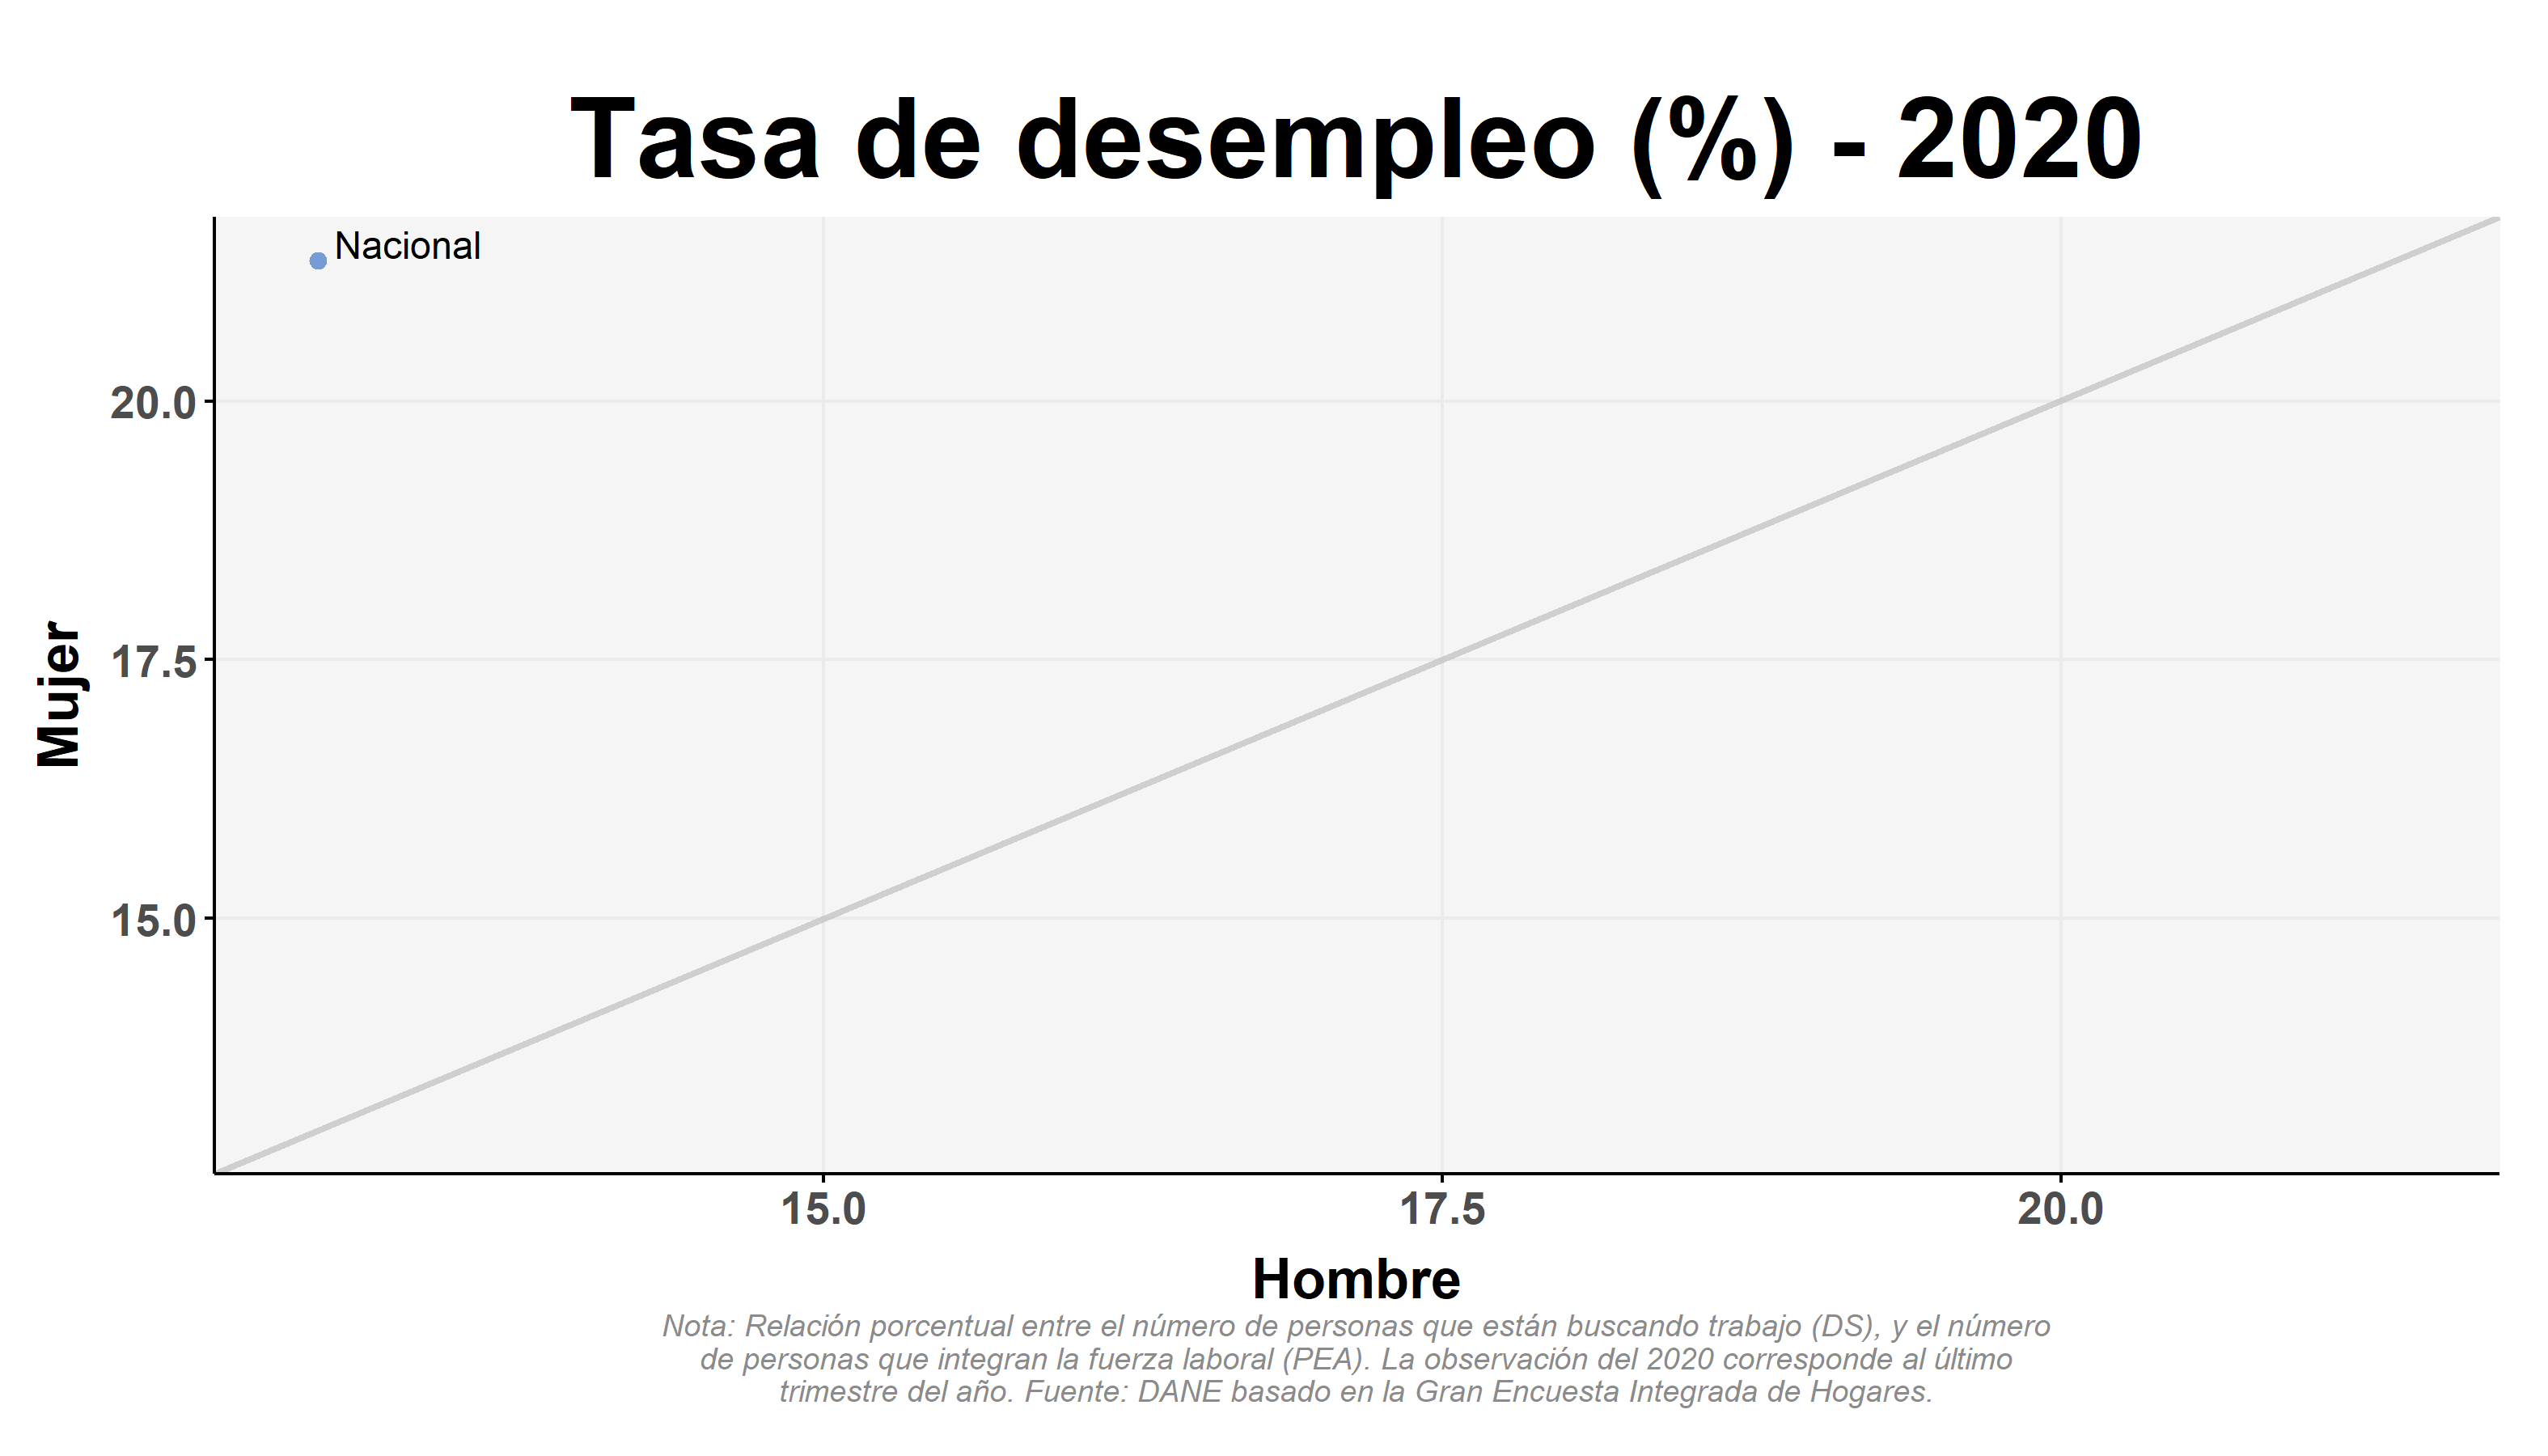 Tasa de desempleo (%) - 2020
Nacional
20.0
17.5
15.0
Mujer
15.0
17.5
20.0
Hombre
Nota: Relación porcentual entre el número de personas que están buscando trabajo (DS), y el número
de personas que integran la fuerza laboral (PEA). La observación del 2020 corresponde al último
trimestre del año. Fuente: DANE basado en la Gran Encuesta Integrada de Hogares.